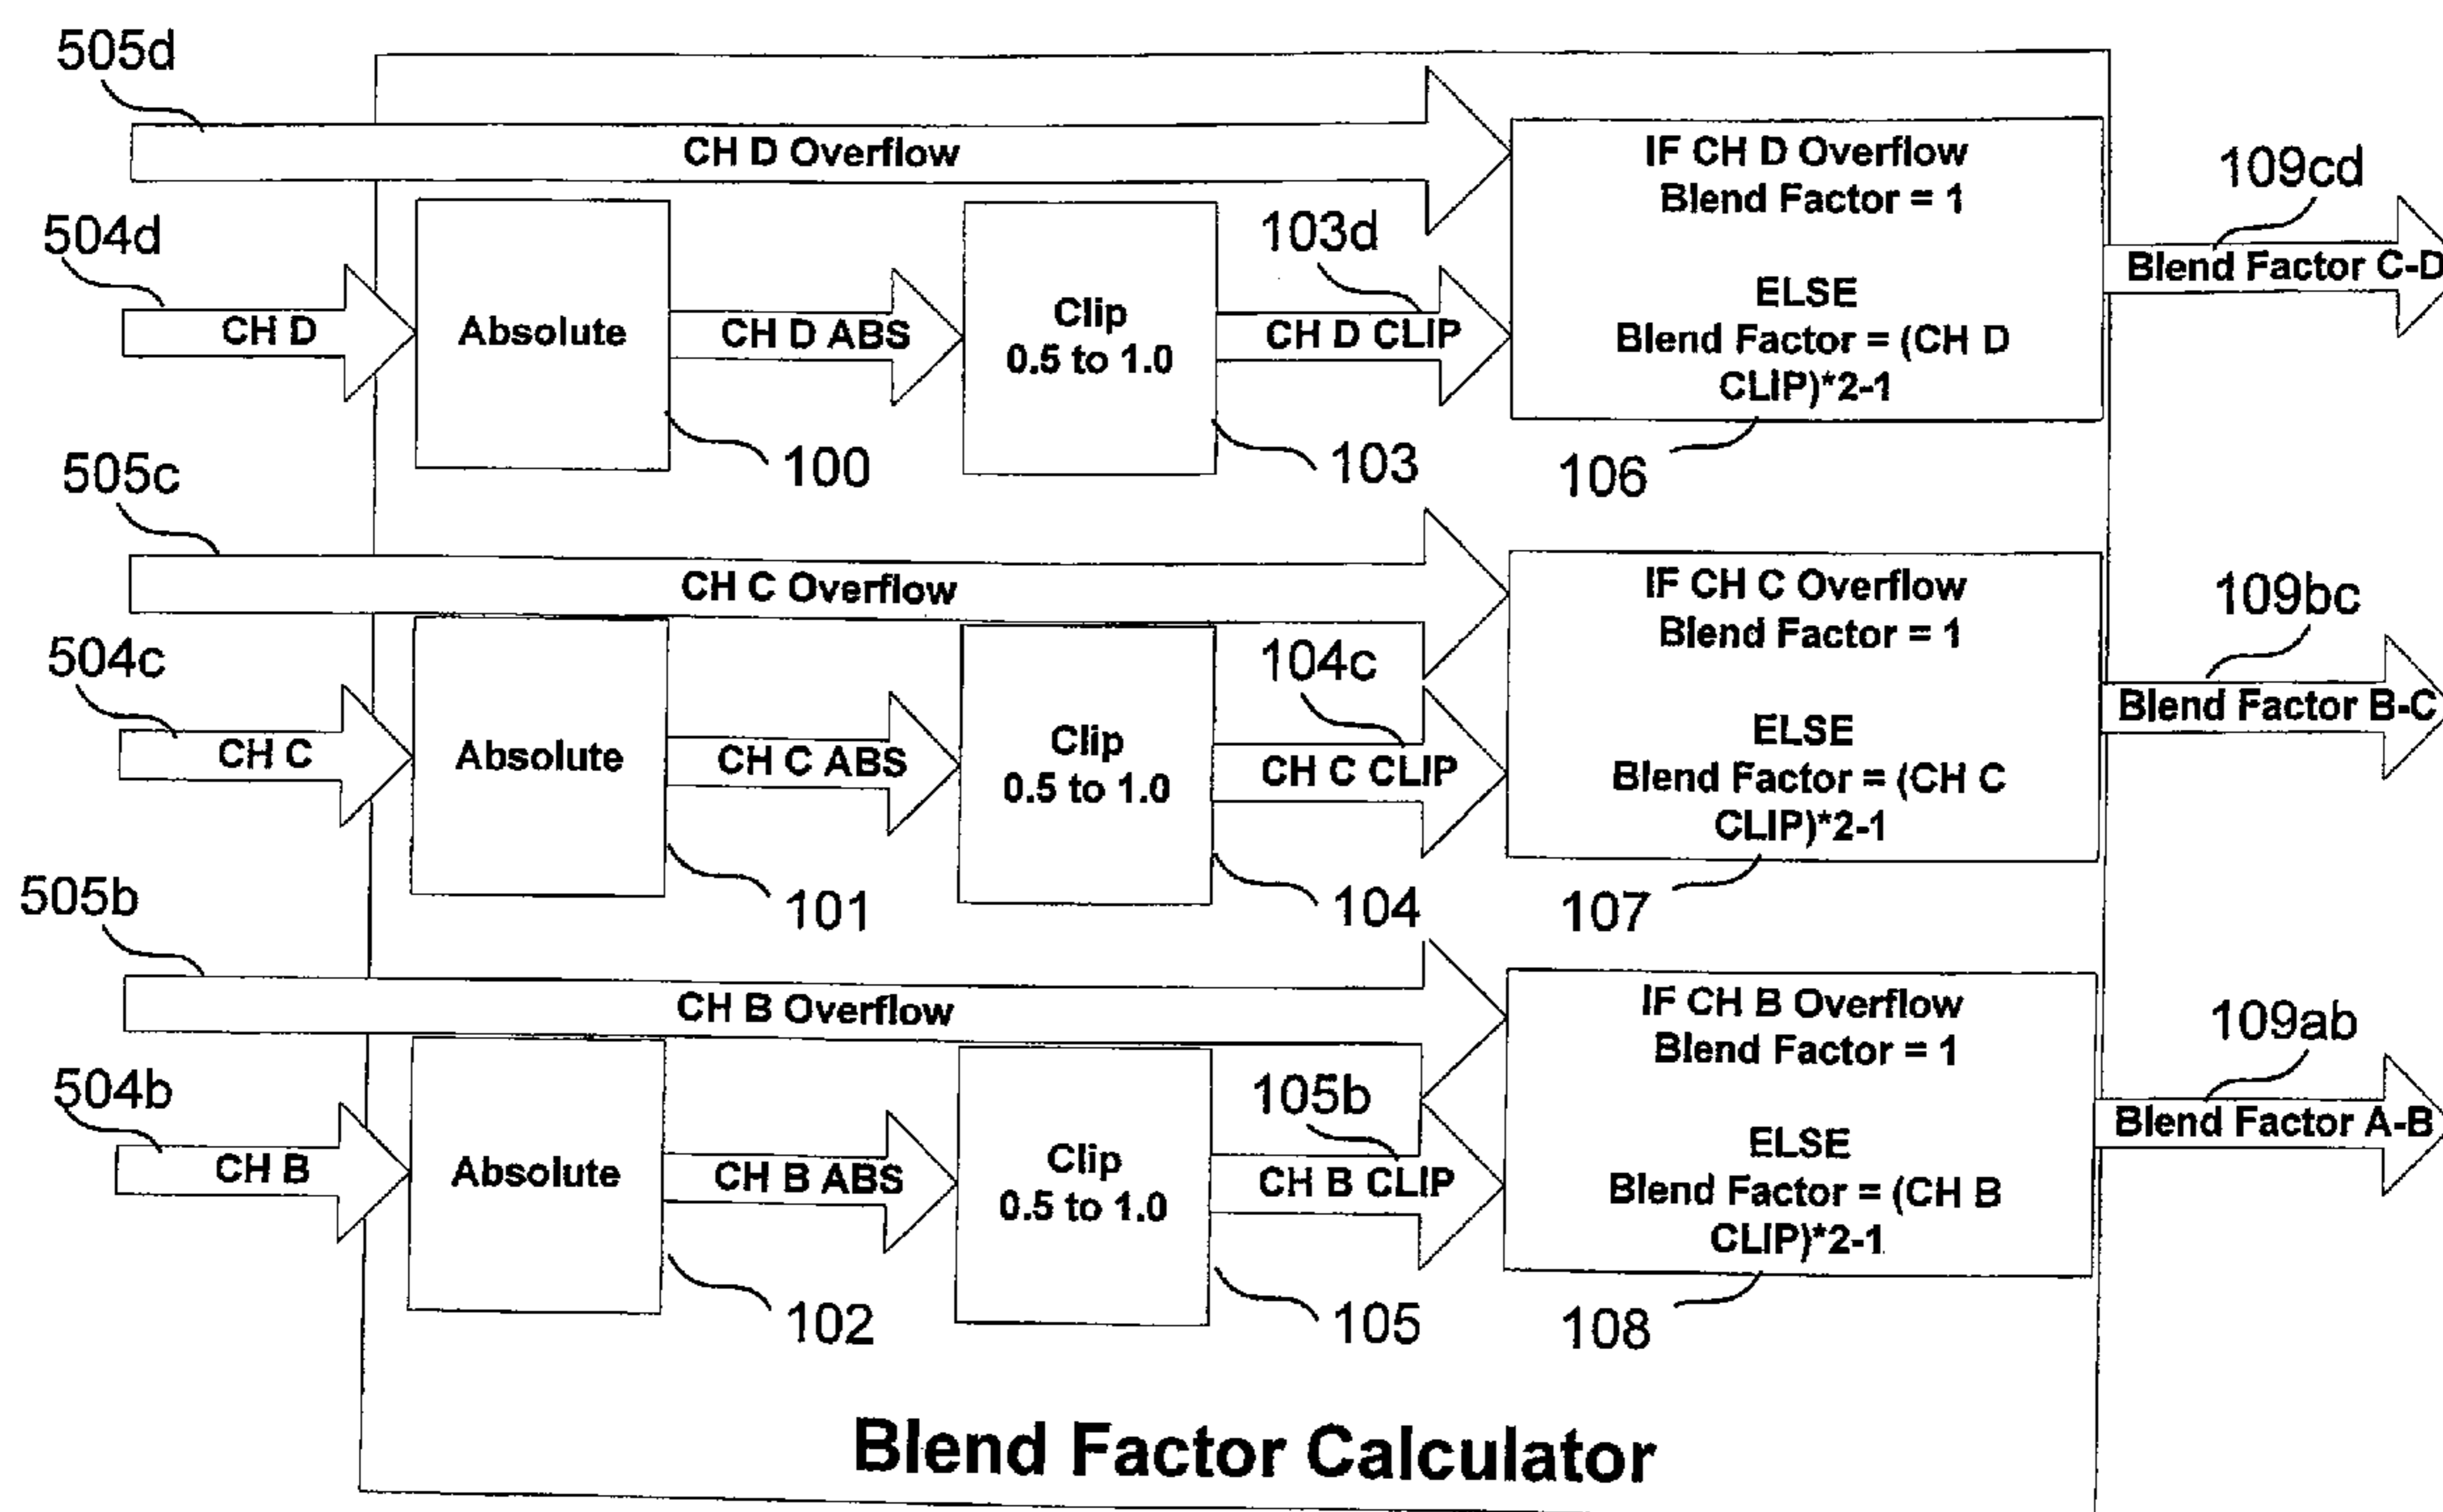 505d
CH D Overflow
IF CH D Overflow
Blend Factor = 1
ELSE
Blend Factor = (CH D
CLIP)*2-1
109cd
Blend Factor C-D
504d
CH D
Absolute
CH D ABS
Clip
0.5 to 1.0
103d
CH D CLIP
100
103
106
505c
CH C Overflow
IF CH C Overflow
Blend Factor = 1
ELSE
Blend Factor = (CH C
CLIP)*2-1
109bc
Blend Factor B-C
504c
CH C
Absolute
CH C ABS
Clip
0.5 to 1.0
104c
CH C CLIP
101
104
107
505b
CH B Overflow
IF CH B Overflow
Blend Factor = 1
ELSE
Blend Factor = (CH B
CLIP)*2-1
109ab
Blend Factor A-B
504b
CH B
Absolute
CH B ABS
Clip
0.5 to 1.0
105b
CH B CLIP
102
105
108
Blend Factor Calculator